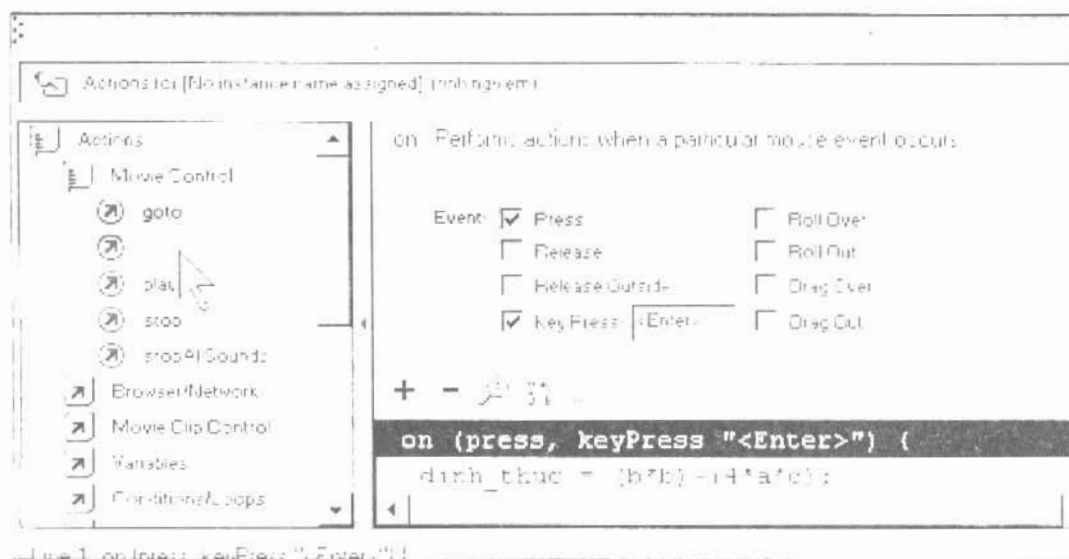 Actions for [No instance name assigned]
Actions
Movie Control
goto
play
stop
stopAllSounds
Browser/Network
Movie Clip Control
Variables
Conditions/Loops
on Perform actions when a particular mouse event occurs
Event: Press
Release
Release Outside
Key Press: <Enter>
Roll Over
Roll Out
Drag Over
Drag Out
+ -
on (press, keyPress "<Enter>") {
dinh_thuc = (b*b)-(4*a*c);
Line 1: on (press, keyPress "<Enter>") {